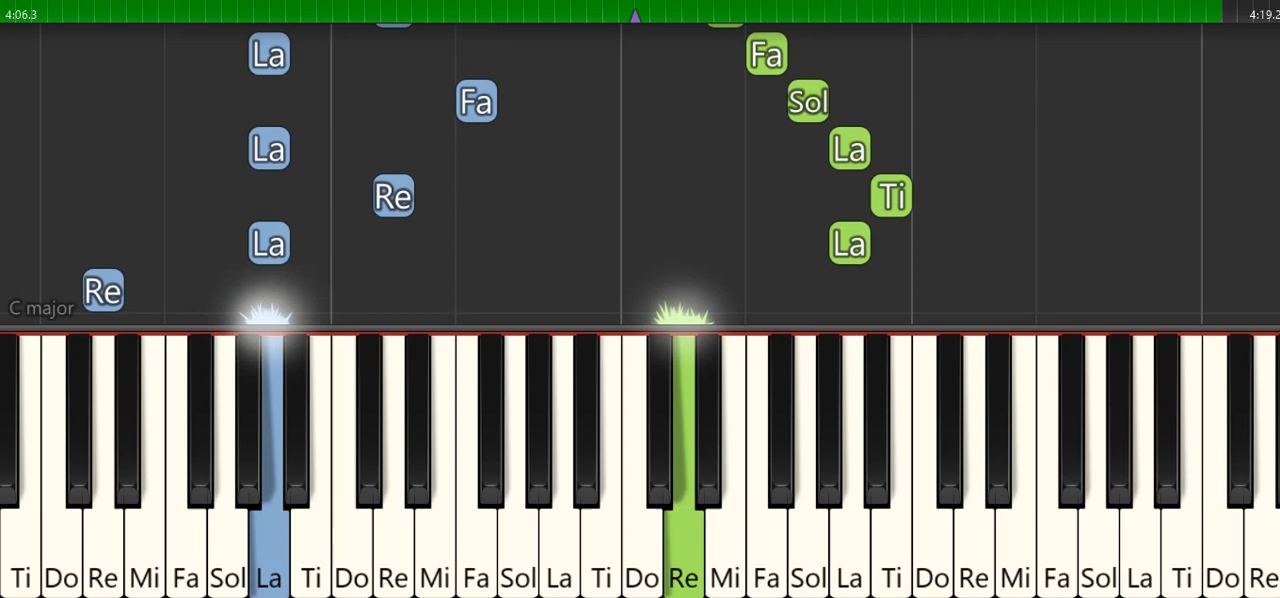 4:06.3 4:19.2
La Fa
Fa Sol
La La
Re Ti
La La
Re
C major
Ti Do Re Mi Fa Sol La Ti Do Re Mi Fa Sol La Ti Do Re Mi Fa Sol La Ti Do Re Mi Fa Sol La Ti Do Re